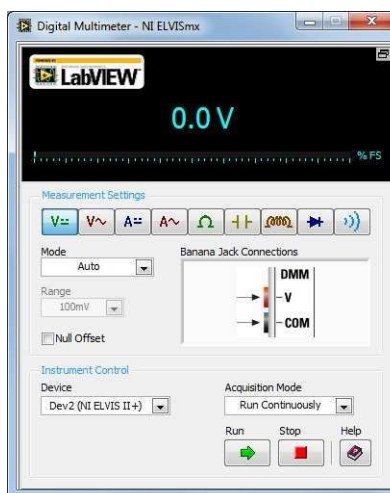 Digital Multimeter - NI ELVISmx
LabVIEW
0.0 V
% FS
Measurement Settings
V= V~ A= A~ Ω
Mode
Banana Jack Connections
Auto
DMM
V
COM
Range
100mV
Null Offset
Instrument Control
Device
Acquisition Mode
Dev2 (NI ELVIS II+)
Run Continuously
Run Stop Help